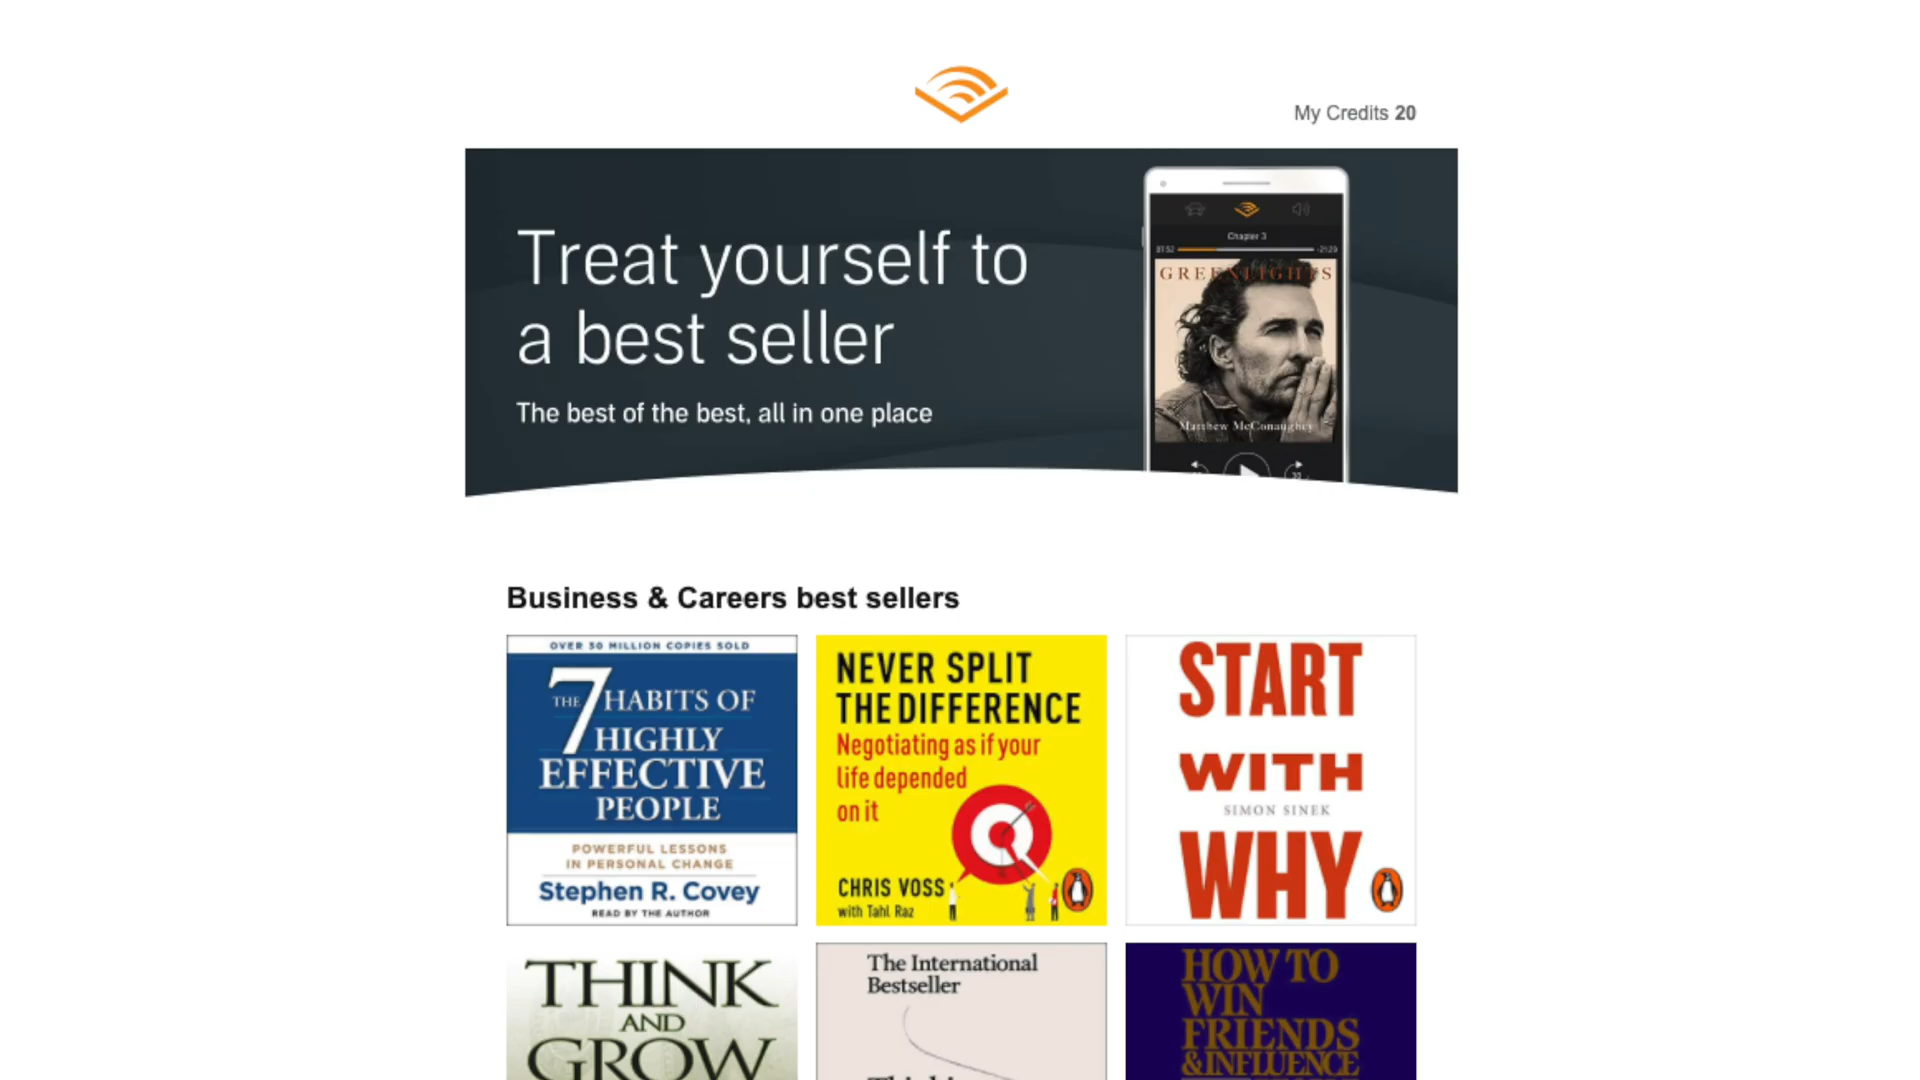 My Credits 20
Treat yourself to
a best seller
The best of the best, all in one place
Chapter 3
GREENLIGHTS
Matthew McConaughey
Business & Careers best sellers
OVER 30 MILLION COPIES SOLD
THE 7 HABITS OF
HIGHLY
EFFECTIVE
PEOPLE
POWERFUL LESSONS
IN PERSONAL CHANGE
Stephen R. Covey
READ BY THE AUTHOR
NEVER SPLIT
THE DIFFERENCE
Negotiating as if your
life depended
on it
CHRIS VOSS
with Tahl Raz
START
WITH
SIMON SINEK
WHY
THINK
AND
GROW
The International
Bestseller
HOW TO
WIN
FRIENDS
& INFLUENCE